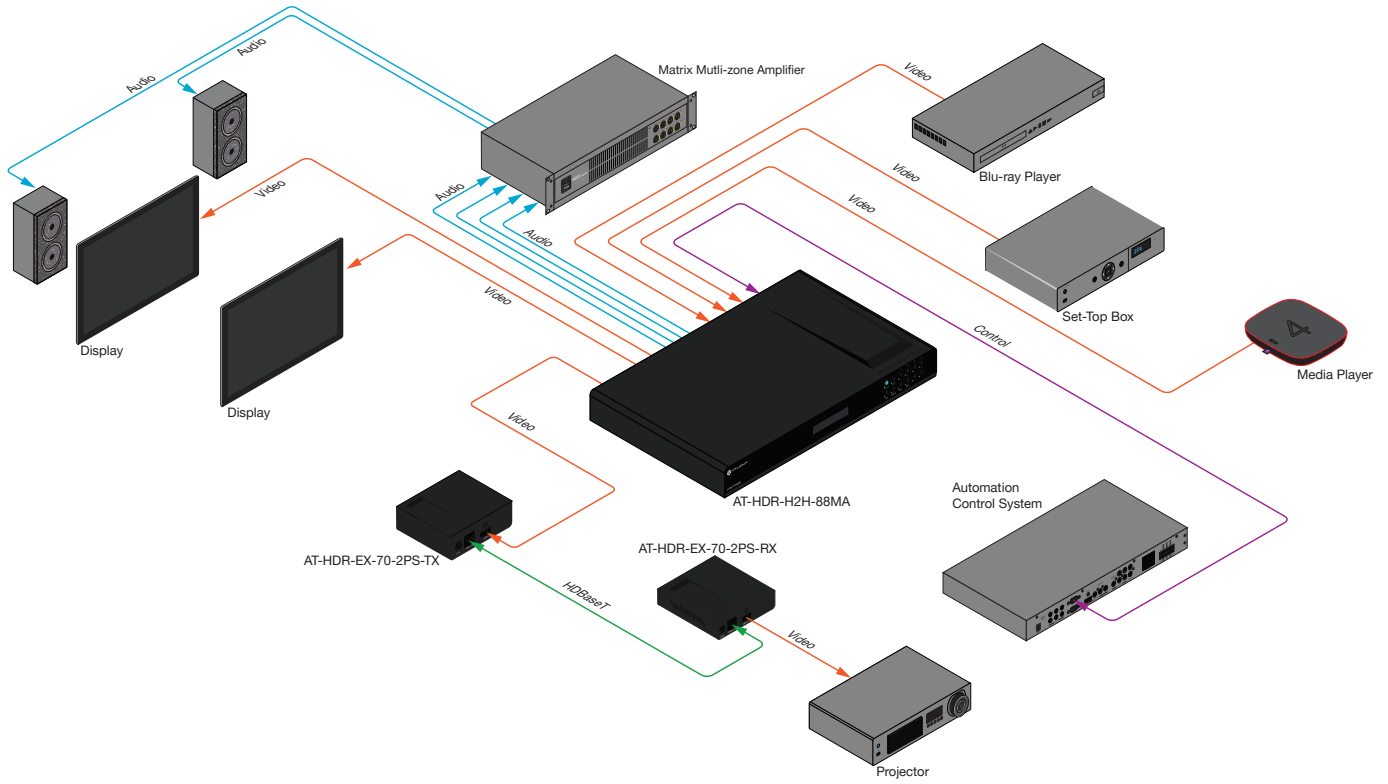 Matrix Mutli-zone Amplifier
Video
Audio
Audio
Blu-ray Player
Video
Video
Audio
Video
Audio
Set-Top Box
Video
Control
Media Player
Display
Display
Video
AT-HDR-H2H-88MA
Automation
Control System
AT-HDR-EX-70-2PS-TX
AT-HDR-EX-70-2PS-RX
HDBaseT
Video
Projector